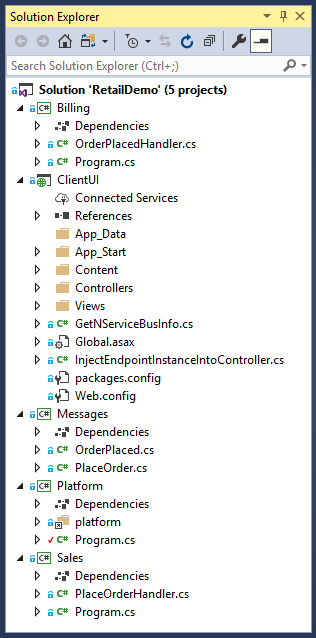 Solution Explorer
Search Solution Explorer (Ctrl+;)
Solution 'RetailDemo' (5 projects)
C# Billing
Dependencies
C# OrderPlacedHandler.cs
C# Program.cs
ClientUI
Connected Services
References
App_Data
App_Start
Content
Controllers
Views
C# GetNServiceBusInfo.cs
Global.asax
C# InjectEndpointInstanceIntoController.cs
packages.config
Web.config
C# Messages
Dependencies
C# OrderPlaced.cs
C# PlaceOrder.cs
C# Platform
Dependencies
platform
C# Program.cs
C# Sales
Dependencies
C# PlaceOrderHandler.cs
C# Program.cs